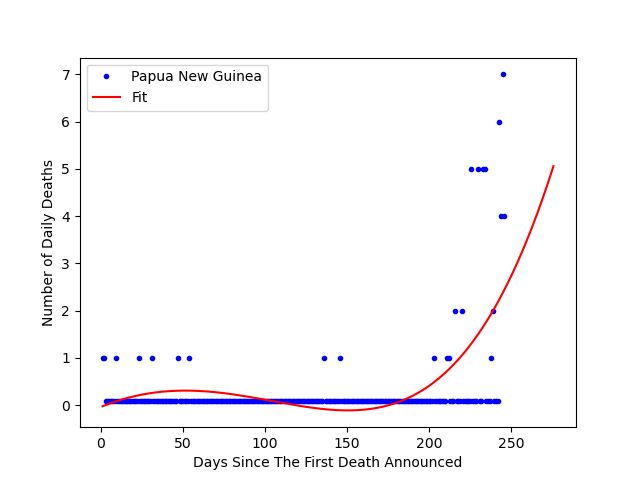 Papua New Guinea
Fit
7
6
5
4
3
2
1
0
Number of Daily Deaths
0 50 100 150 200 250
Days Since The First Death Announced